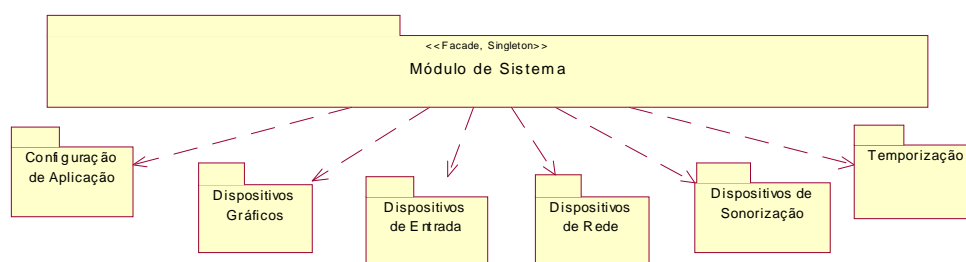 <<Facade, Singleton>>
Módulo de Sistema
Configuração
de Aplicação
Dispositivos
Gráficos
Dispositivos
de Entrada
Dispositivos
de Rede
Dispositivos de
Sonorização
Temporização